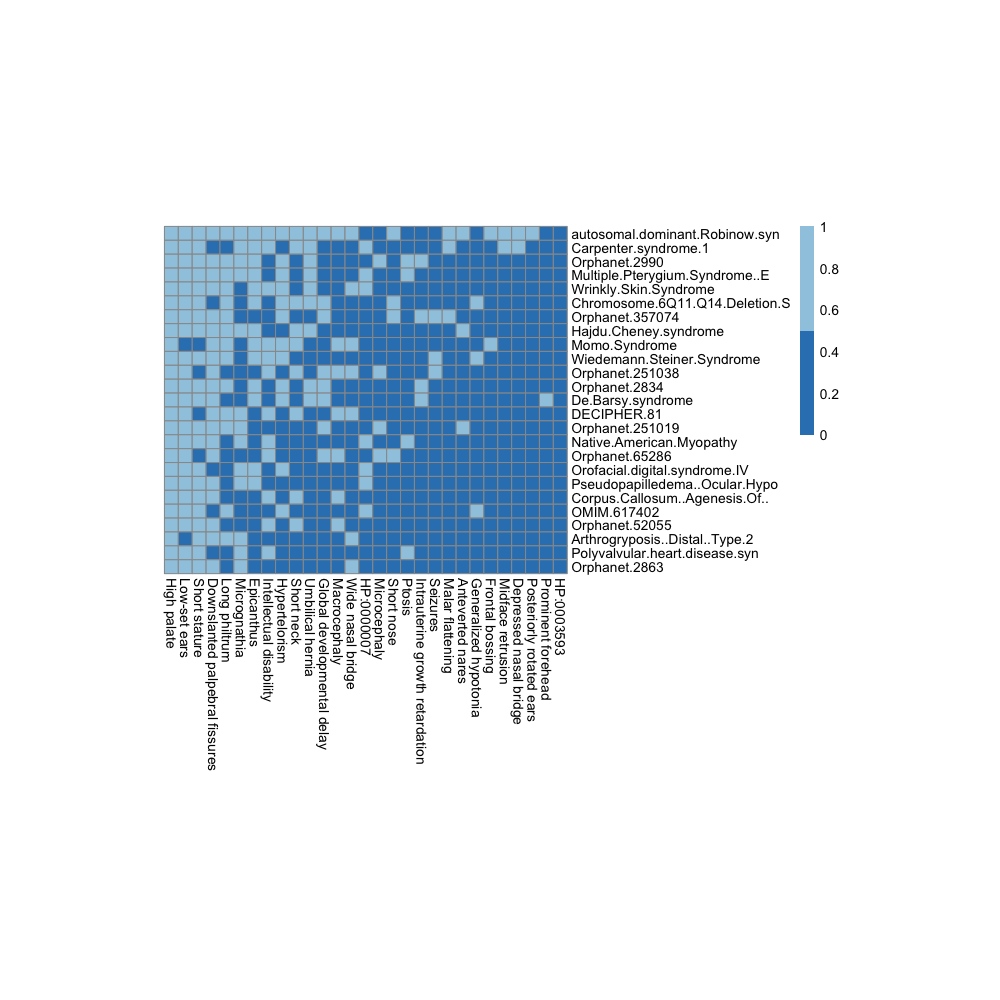 autosomal.dominant.Robinow.syn
Carpenter.syndrome.1
Orphanet.2990
Multiple.Pterygium.Syndrome..E
Wrinkly.Skin.Syndrome
Chromosome.6Q11.Q14.Deletion.S
Orphanet.357074
Hajdu.Cheney.syndrome
Momo.Syndrome
Wiedemann.Steiner.Syndrome
Orphanet.251038
Orphanet.2834
De.Barsy.syndrome
DECIPHER.81
Orphanet.251019
Native.American.Myopathy
Orphanet.65286
Orofacial.digital.syndrome.IV
Pseudopapilledema..Ocular.Hypo
Corpus.Callosum..Agenesis.Of..
OMIM.617402
Orphanet.52055
Arthrogryposis..Distal..Type.2
Polyvalvular.heart.disease.syn
Orphanet.2863
1
0.8
0.6
0.4
0.2
0
High palate
Low-set ears
Short stature
Downslanted palpebral fissures
Long philtrum
Micrognathia
Epicanthus
Intellectual disability
Hypertelorism
Short neck
Umbilical hernia
Global developmental delay
Macrocephaly
Wide nasal bridge
HP:0000007
Microcephaly
Short nose
Ptosis
Intrauterine growth retardation
Seizures
Malar flattening
Anteverted nares
Generalized hypotonia
Frontal bossing
Midface retrusion
Depressed nasal bridge
Posteriorly rotated ears
Prominent forehead
HP:0003593